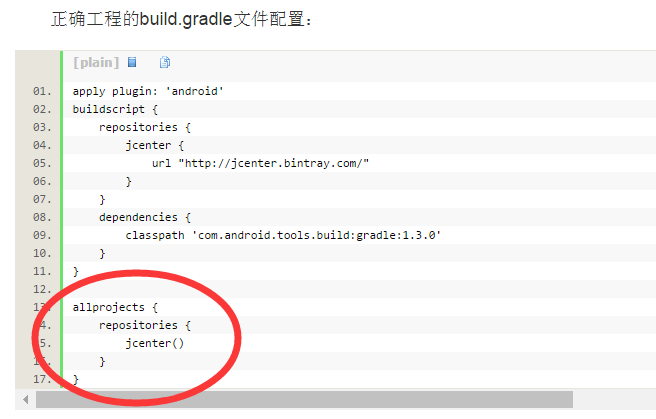 正确工程的build.gradle文件配置：
[plain]
01. apply plugin: 'android'
02. buildscript {
03.     repositories {
04.         jcenter {
05.             url "http://jcenter.bintray.com/"
06.         }
07.     }
08.     dependencies {
09.         classpath 'com.android.tools.build:gradle:1.3.0'
10.     }
11. }
12.
13. allprojects {
14.     repositories {
15.         jcenter()
16.     }
17. }